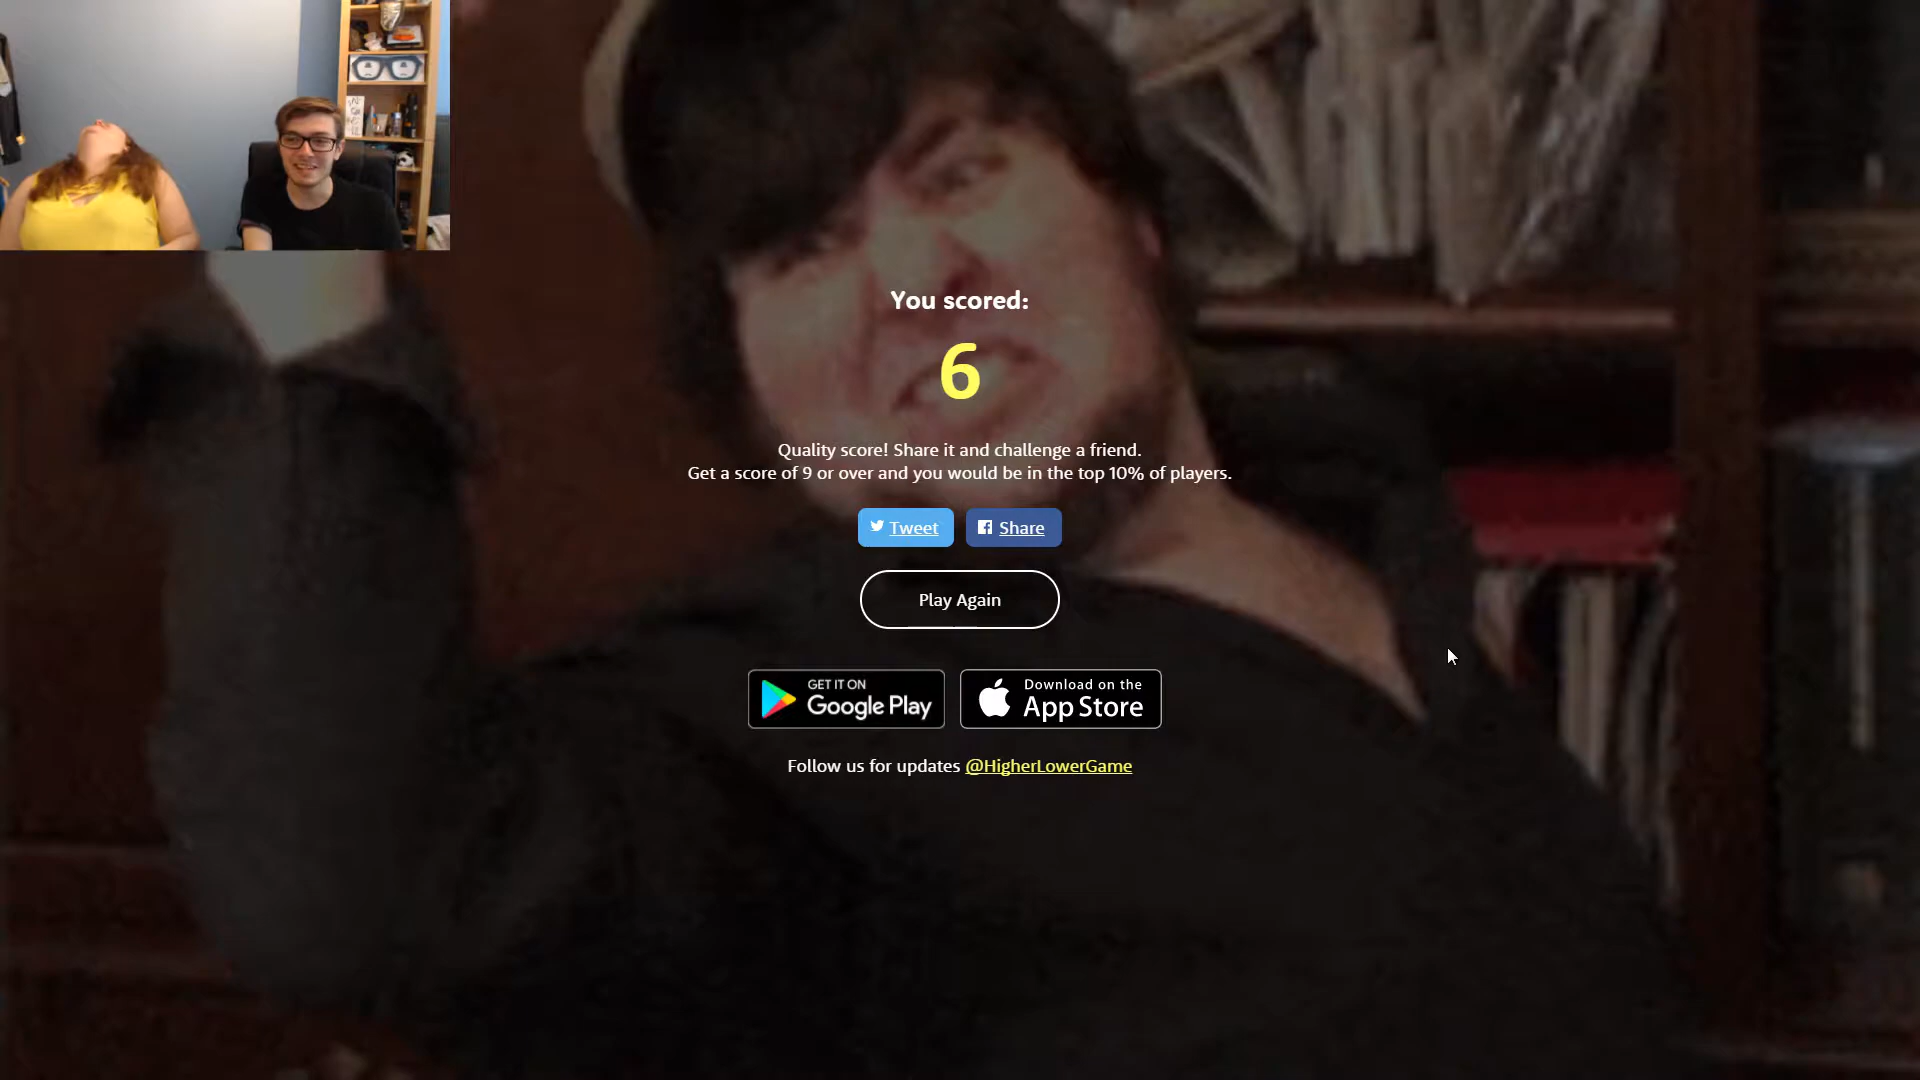 You scored:
6
Quality score! Share it and challenge a friend.
Get a score of 9 or over and you would be in the top 10% of players.
Tweet
Share
Play Again
GET IT ON
Google Play
Download on the
App Store
Follow us for updates @HigherLowerGame